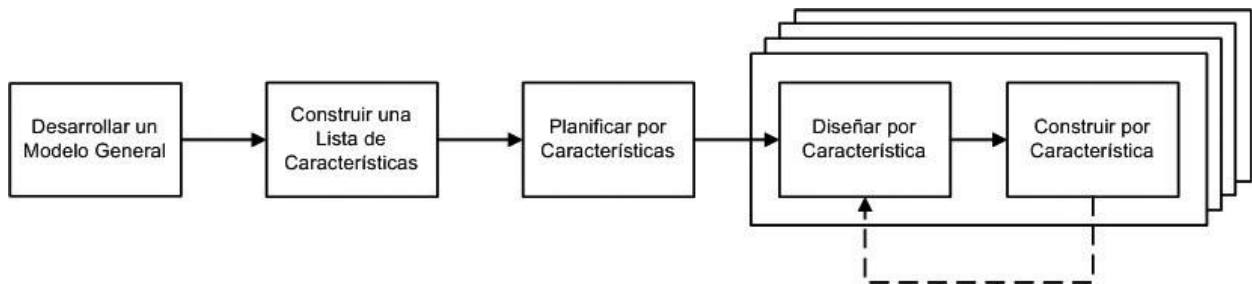 Desarrollar un
Modelo General
Construir una
Lista de
Características
Planificar por
Características
Diseñar por
Característica
Construir por
Característica